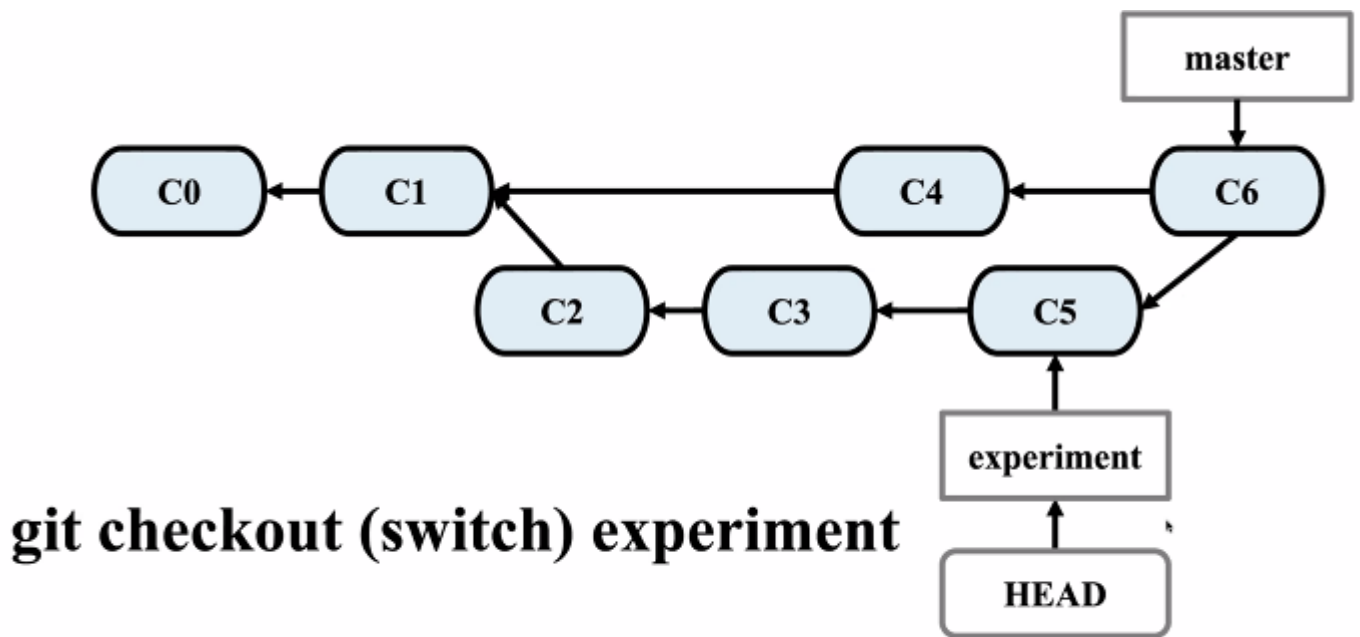 master
C0
C1
C4
C6
C2
C3
C5
experiment
git checkout (switch) experiment
HEAD